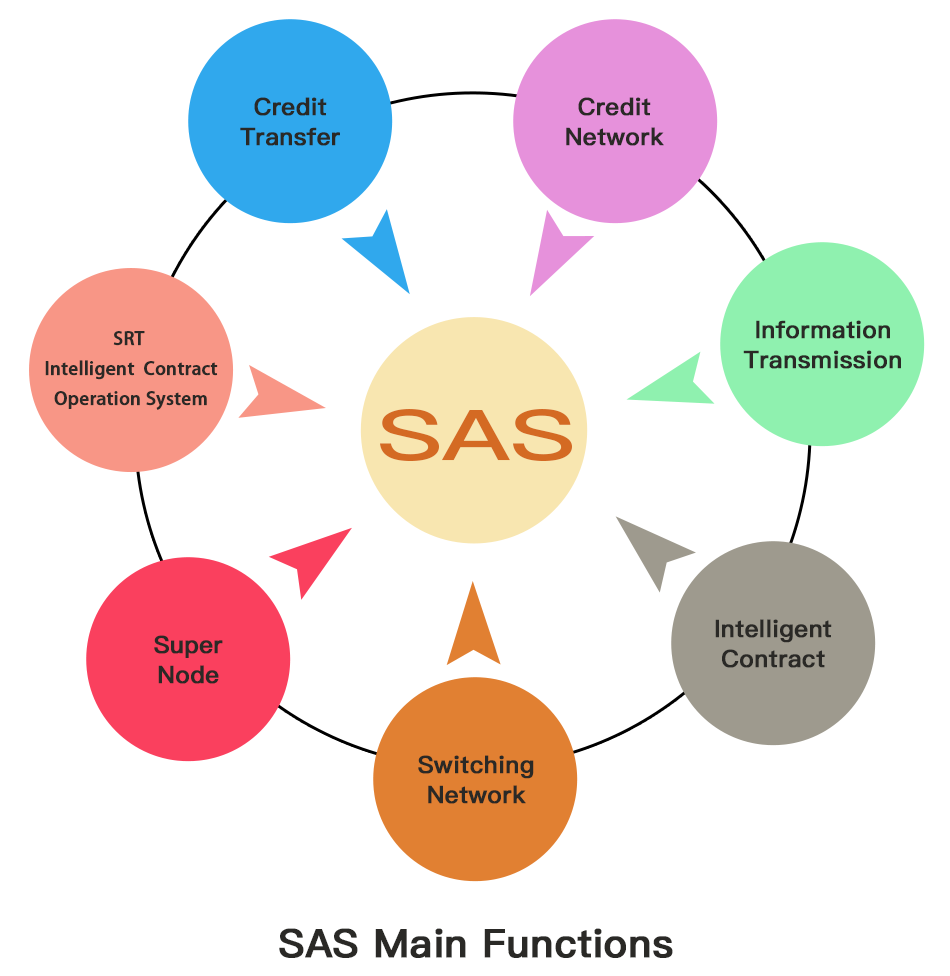 Credit
Transfer
Credit
Network
Information
Transmission
SRT
Intelligent Contract
Operation System
SAS
Intelligent
Contract
Super
Node
Switching
Network
SAS Main Functions